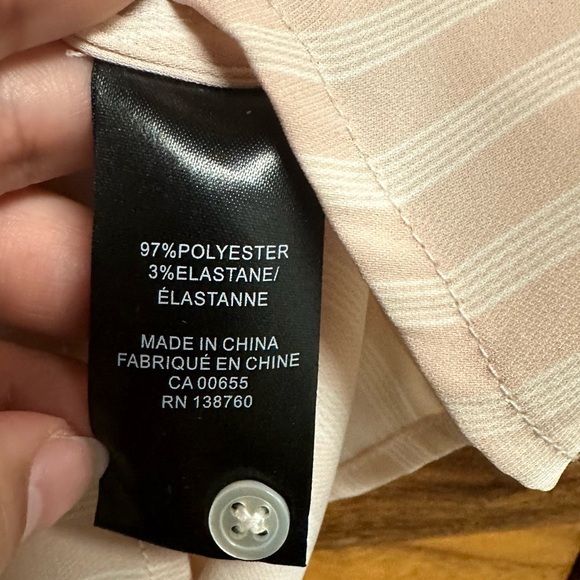 97%POLYESTER
3%ELASTANE/
ÉLASTANNE
MADE IN CHINA
FABRIQUÉ EN CHINE
CA 00655
RN 138760